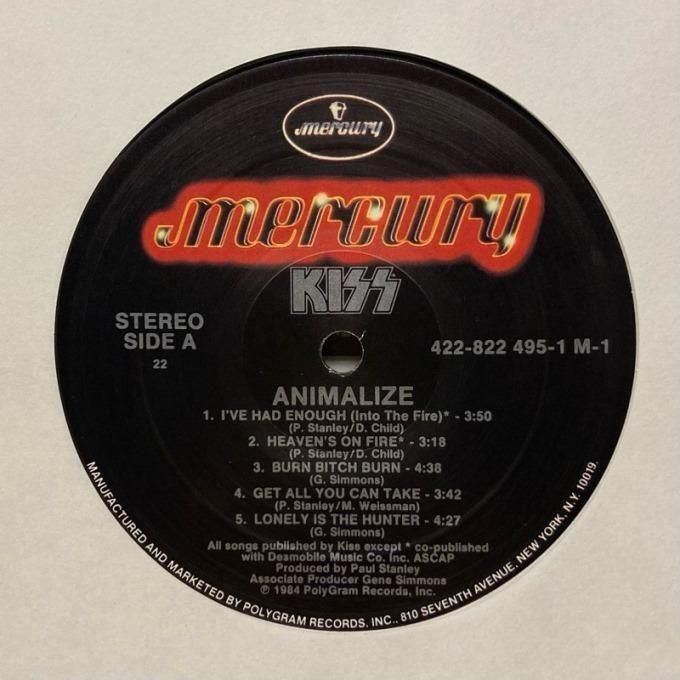 mercury
mercury
KISS
STEREO
SIDE A
22
422-822 495-1 M-1
ANIMALIZE
1. I'VE HAD ENOUGH (Into The Fire)* - 3:50
(P. Stanley/D. Child)
2. HEAVEN'S ON FIRE* - 3:18
(P. Stanley/D. Child)
3. BURN BITCH BURN - 4:38
(G. Simmons)
4. GET ALL YOU CAN TAKE - 3:42
(P. Stanley/M. Weissman)
5. LONELY IS THE HUNTER - 4:27
(G. Simmons)
All songs published by Kiss except * co-published
with Desmobile Music Co. Inc. ASCAP
Produced by Paul Stanley
Associate Producer Gene Simmons
℗ 1984 PolyGram Records, Inc.
MANUFACTURED AND MARKETED BY POLYGRAM RECORDS, INC., 810 SEVENTH AVENUE, NEW YORK, N.Y. 10019.